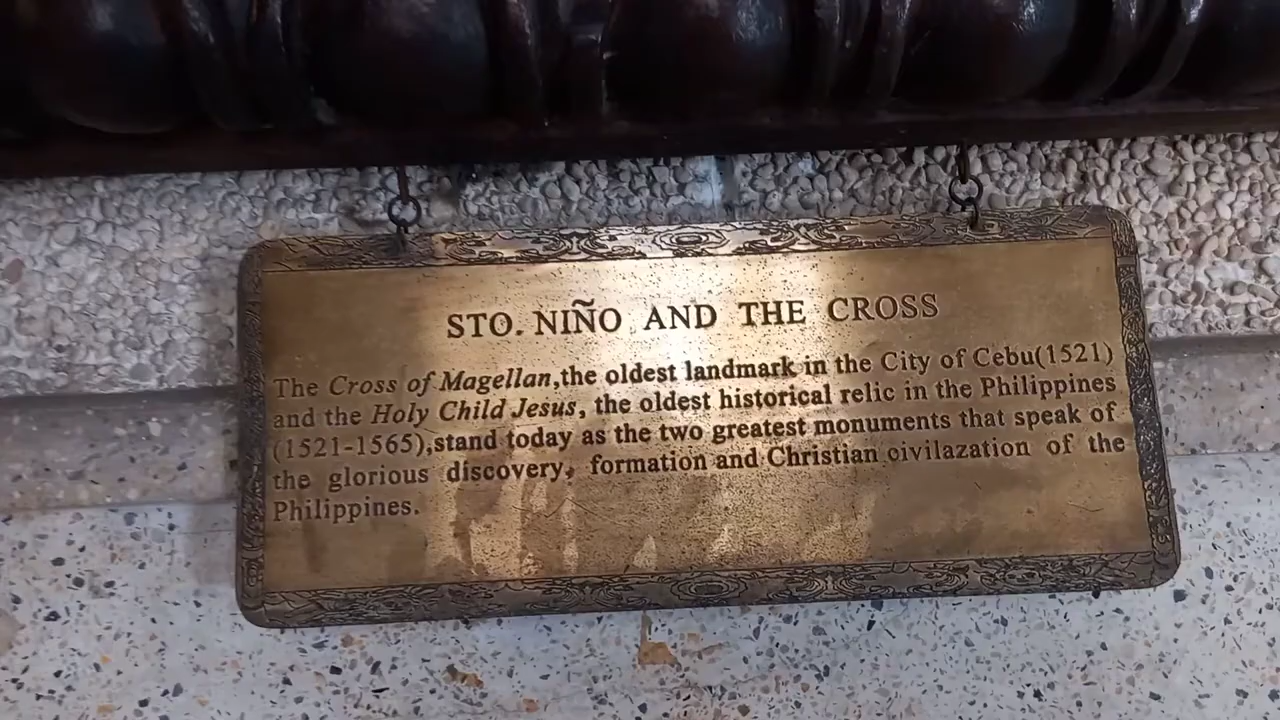 STO. NIÑO AND THE CROSS
The Cross of Magellan,the oldest landmark in the City of Cebu(1521)
and the Holy Child Jesus, the oldest historical relic in the Philippines
(1521-1565),stand today as the two greatest monuments that speak of
the glorious discovery, formation and Christian oivilazation of the
Philippines.